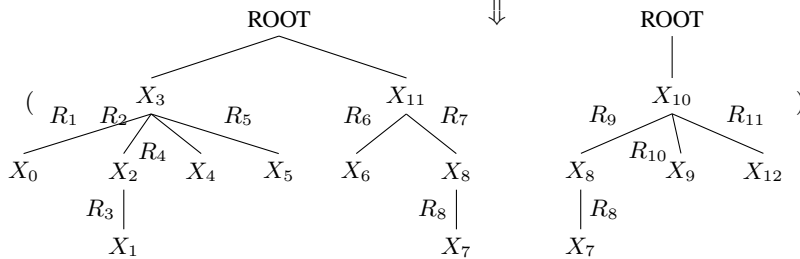 ⇓
ROOT ROOT
( X₃ X₁₁ X₁₀ )
R₁ R₂ R₅ R₆ R₇ R₉ R₁₁
R₄ R₁₀
X₀ X₂ X₄ X₅ X₆ X₈ X₈ X₉ X₁₂
R₃ R₈ R₈
X₁ X₇ X₇